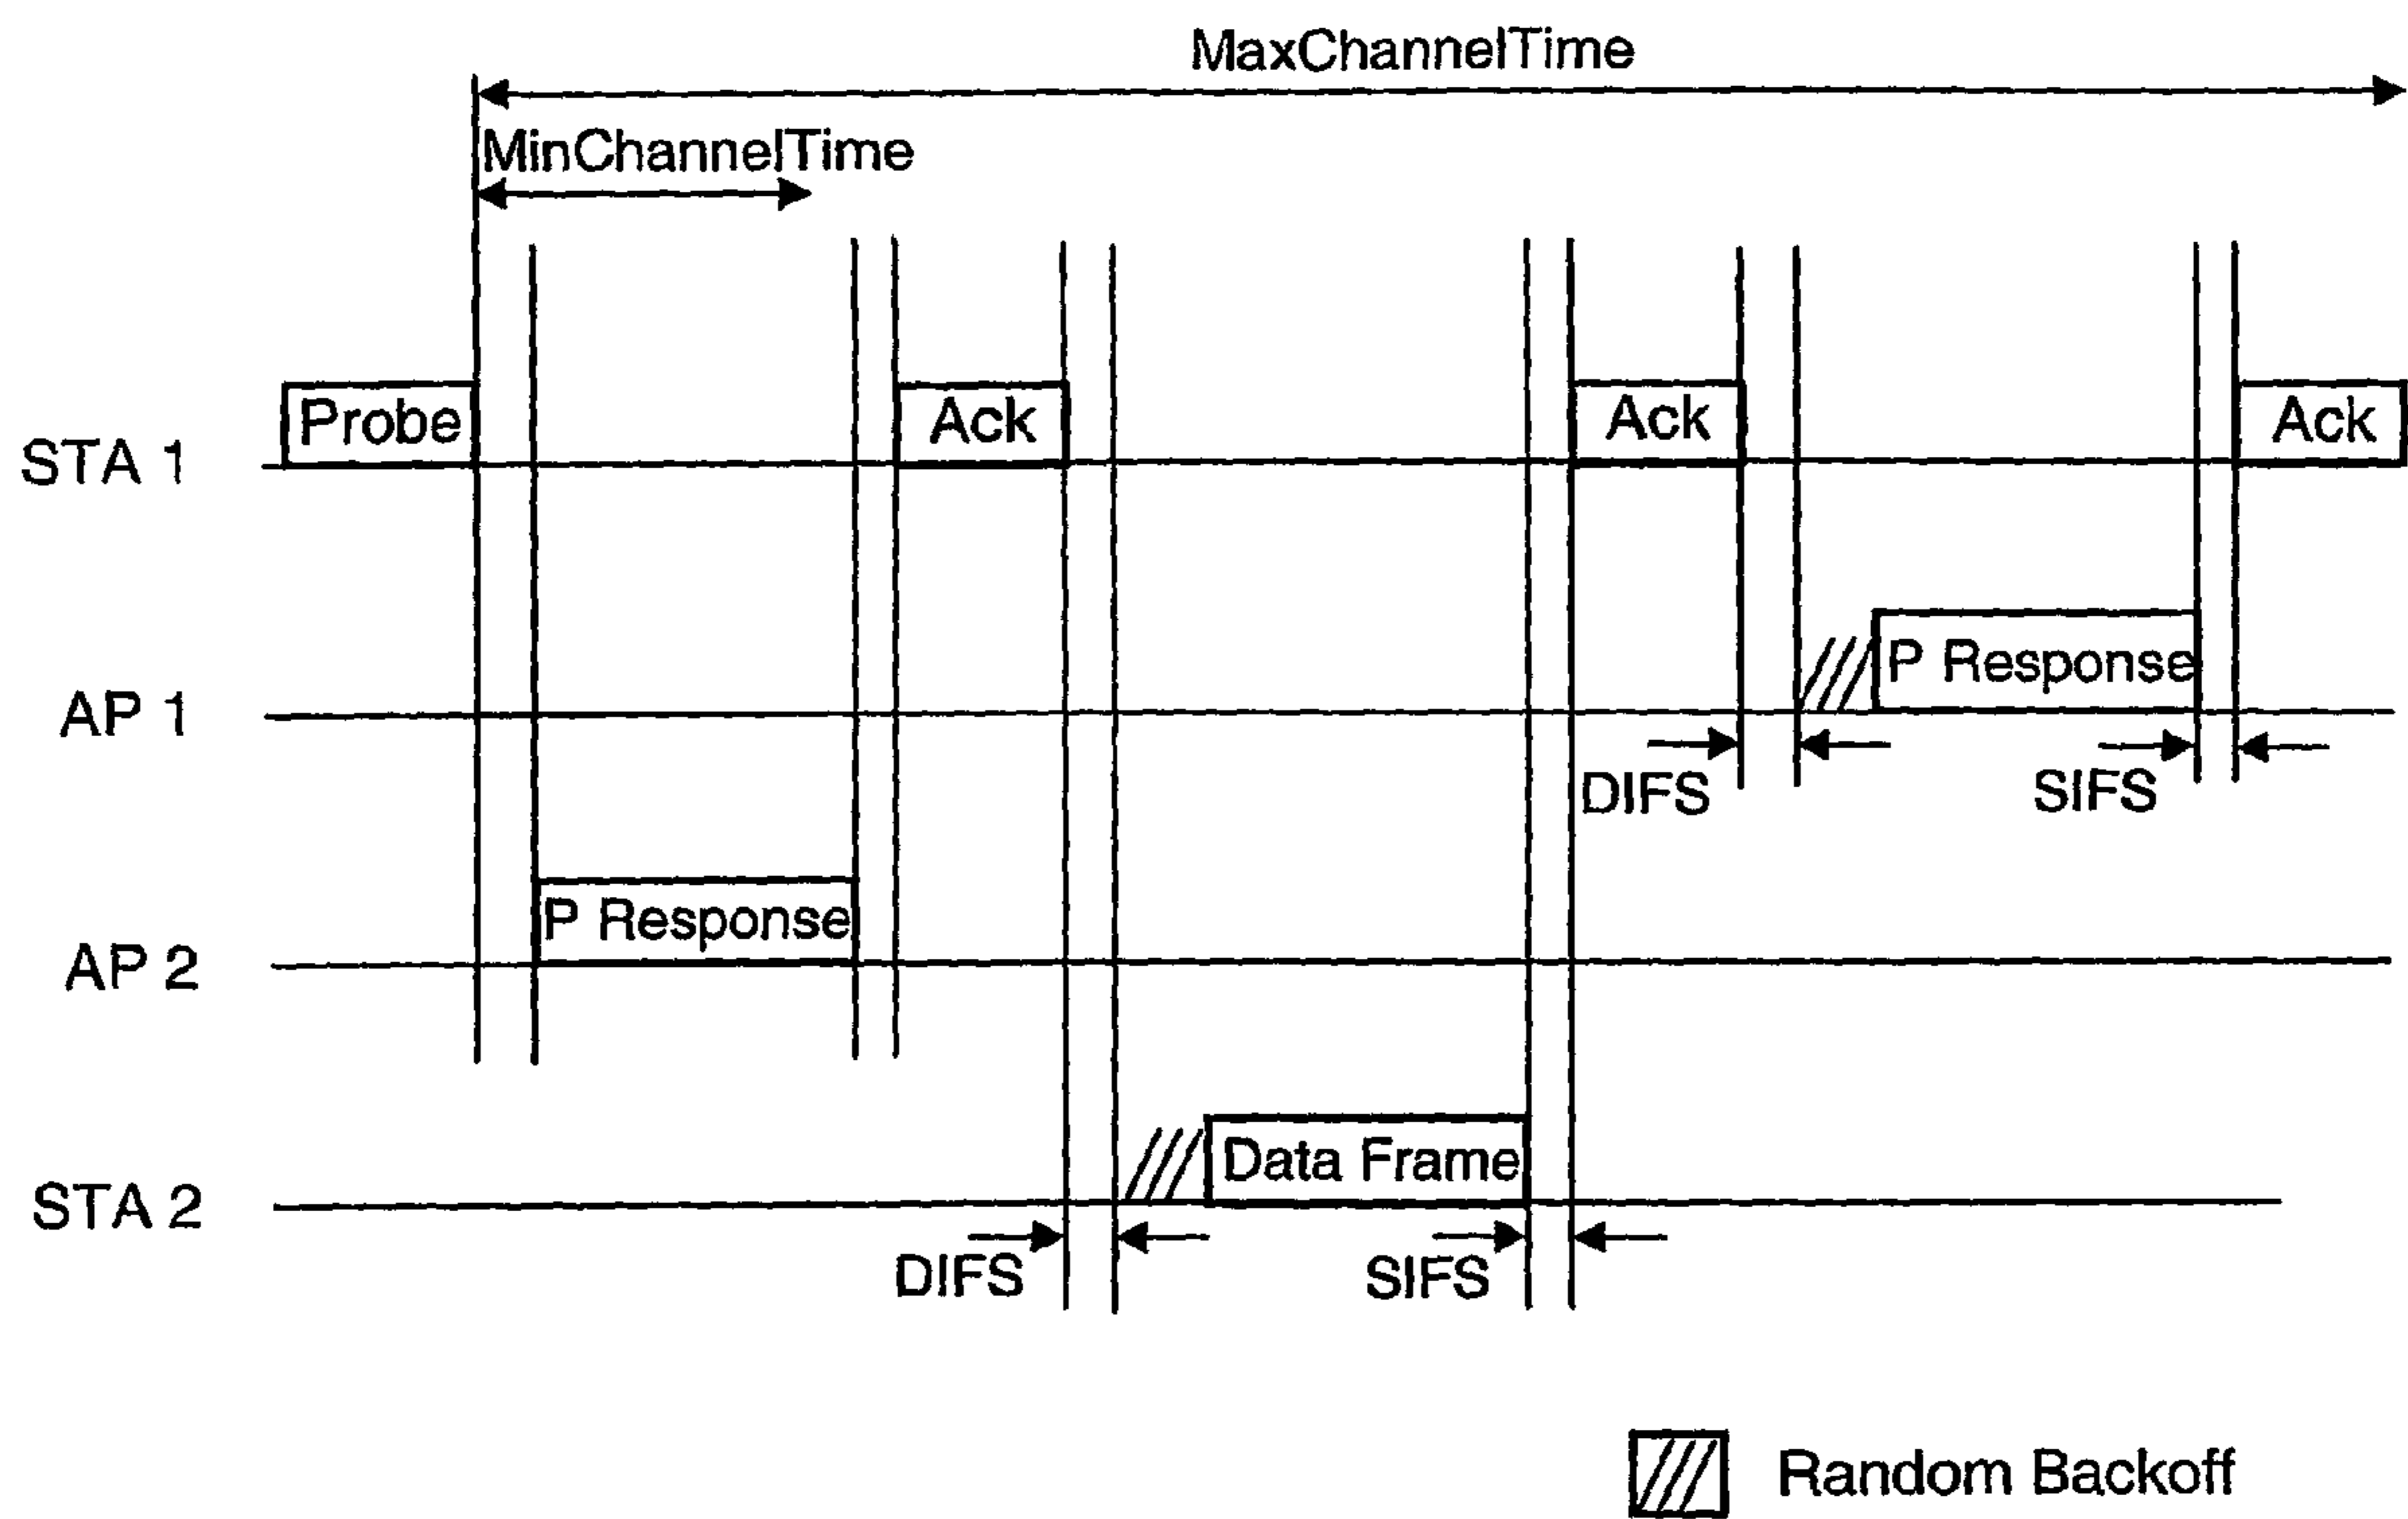 MaxChannelTime
MinChannelTime
STA 1
Probe
Ack
Ack
Ack
AP 1
P Response
DIFS
SIFS
AP 2
P Response
STA 2
Data Frame
DIFS
SIFS
Random Backoff